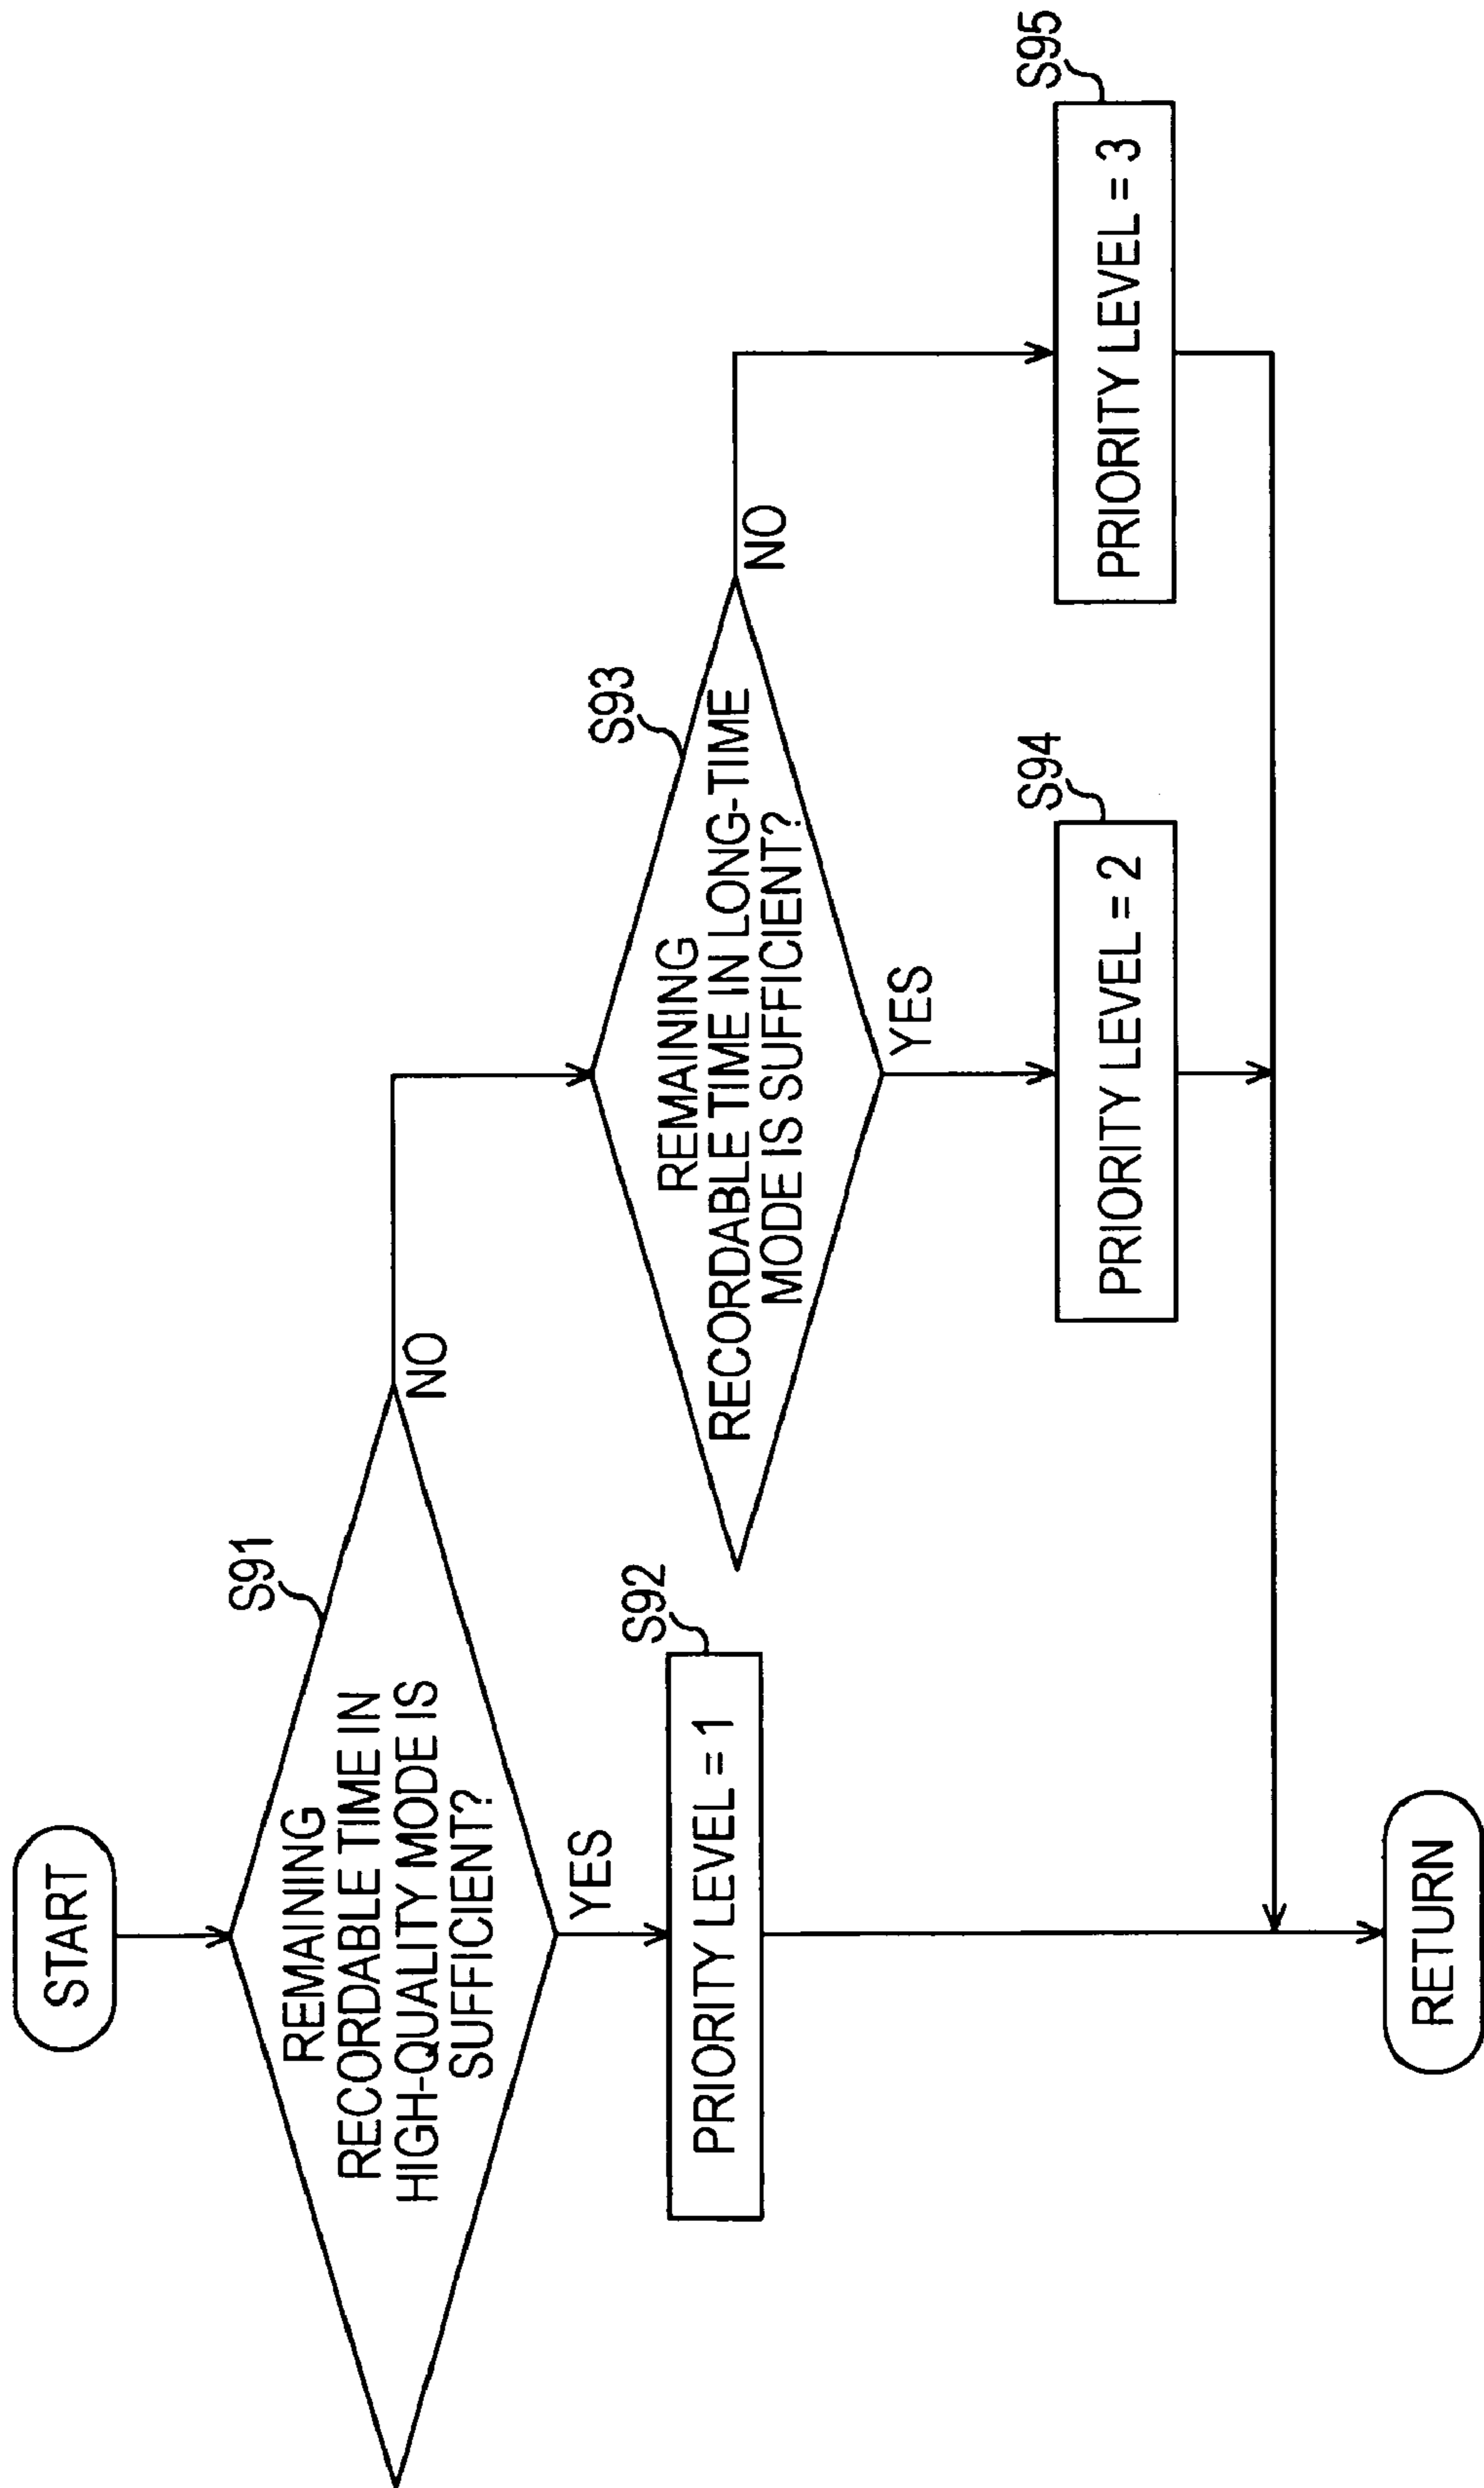 START
S91
REMAINING
RECORDABLE TIME IN
HIGH-QUALITY MODE IS
SUFFICIENT?
NO
YES
S92
PRIORITY LEVEL = 1
S93
REMAINING
RECORDABLE TIME IN LONG-TIME
MODE IS SUFFICIENT?
NO
YES
S94
PRIORITY LEVEL = 2
S95
PRIORITY LEVEL = 3
RETURN